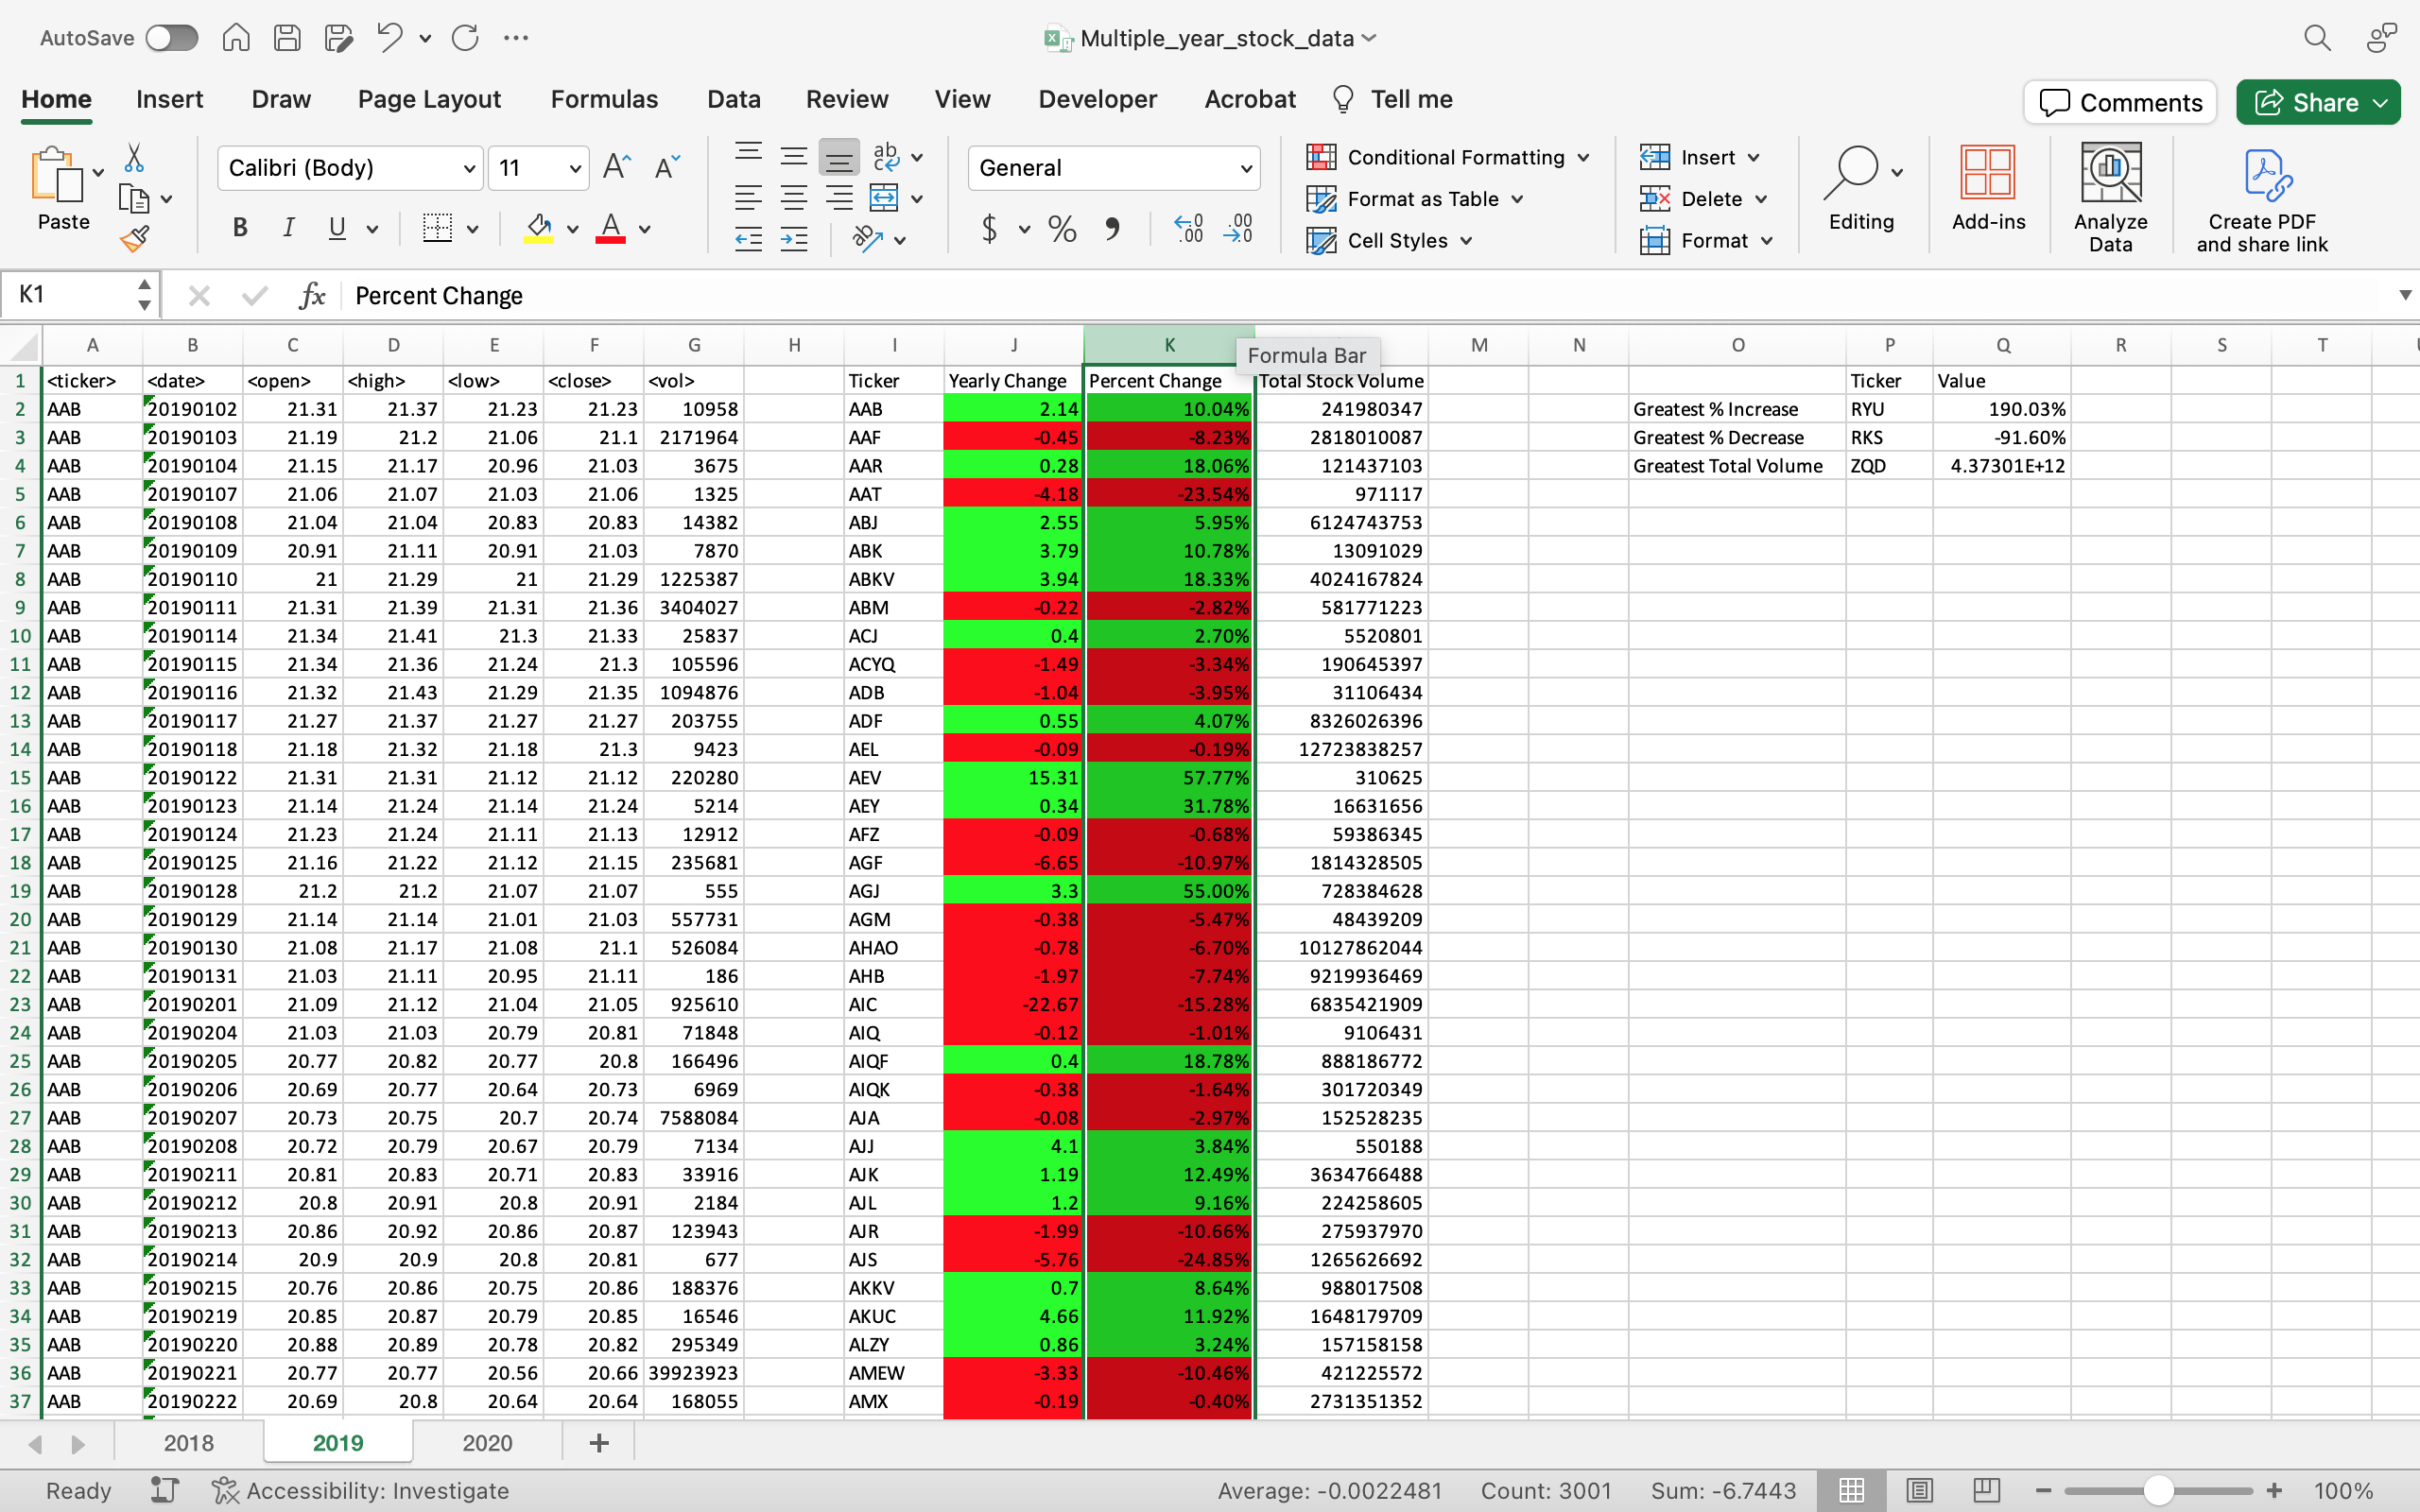 AutoSave
Multiple_year_stock_data
Home Insert Draw Page Layout Formulas Data Review View Developer Acrobat Tell me
Comments Share
Paste
Calibri (Body) 11
B I U
General
$ %
Conditional Formatting
Format as Table
Cell Styles
Insert
Delete
Format
Editing
Add-ins
Analyze
Data
Create PDF
and share link
K1 fx Percent Change
A B C D E F G H I J K M N O P Q R S T
Formula Bar
1 <ticker> <date> <open> <high> <low> <close> <vol> Ticker Yearly Change Percent Change Total Stock Volume Ticker Value
2 AAB 20190102 21.31 21.37 21.23 21.23 10958 AAB 2.14 10.04% 241980347 Greatest % Increase RYU 190.03%
3 AAB 20190103 21.19 21.2 21.06 21.1 2171964 AAF -0.45 -8.23% 2818010087 Greatest % Decrease RKS -91.60%
4 AAB 20190104 21.15 21.17 20.96 21.03 3675 AAR 0.28 18.06% 121437103 Greatest Total Volume ZQD 4.37301E+12
5 AAB 20190107 21.06 21.07 21.03 21.06 1325 AAT -4.18 -23.54% 971117
6 AAB 20190108 21.04 21.04 20.83 20.83 14382 ABJ 2.55 5.95% 6124743753
7 AAB 20190109 20.91 21.11 20.91 21.03 7870 ABK 3.79 10.78% 13091029
8 AAB 20190110 21 21.29 21 21.29 1225387 ABKV 3.94 18.33% 4024167824
9 AAB 20190111 21.31 21.39 21.31 21.36 3404027 ABM -0.22 -2.82% 581771223
10 AAB 20190114 21.34 21.41 21.3 21.33 25837 ACJ 0.4 2.70% 5520801
11 AAB 20190115 21.34 21.36 21.24 21.3 105596 ACYQ -1.49 -3.34% 190645397
12 AAB 20190116 21.32 21.43 21.29 21.35 1094876 ADB -1.04 -3.95% 31106434
13 AAB 20190117 21.27 21.37 21.27 21.27 203755 ADF 0.55 4.07% 8326026396
14 AAB 20190118 21.18 21.32 21.18 21.3 9423 AEL -0.09 -0.19% 12723838257
15 AAB 20190122 21.31 21.31 21.12 21.12 220280 AEV 15.31 57.77% 310625
16 AAB 20190123 21.14 21.24 21.14 21.24 5214 AEY 0.34 31.78% 16631656
17 AAB 20190124 21.23 21.24 21.11 21.13 12912 AFZ -0.09 -0.68% 59386345
18 AAB 20190125 21.16 21.22 21.12 21.15 235681 AGF -6.65 -10.97% 1814328505
19 AAB 20190128 21.2 21.2 21.07 21.07 555 AGJ 3.3 55.00% 728384628
20 AAB 20190129 21.14 21.14 21.01 21.03 557731 AGM -0.38 -5.47% 48439209
21 AAB 20190130 21.08 21.17 21.08 21.1 526084 AHAO -0.78 -6.70% 10127862044
22 AAB 20190131 21.03 21.11 20.95 21.11 186 AHB -1.97 -7.74% 9219936469
23 AAB 20190201 21.09 21.12 21.04 21.05 925610 AIC -22.67 -15.28% 6835421909
24 AAB 20190204 21.03 21.03 20.79 20.81 71848 AIQ -0.12 -1.01% 9106431
25 AAB 20190205 20.77 20.82 20.77 20.8 166496 AIQF 0.4 18.78% 888186772
26 AAB 20190206 20.69 20.77 20.64 20.73 6969 AIQK -0.38 -1.64% 301720349
27 AAB 20190207 20.73 20.75 20.7 20.74 7588084 AJA -0.08 -2.97% 152528235
28 AAB 20190208 20.72 20.79 20.67 20.79 7134 AJJ 4.1 3.84% 550188
29 AAB 20190211 20.81 20.83 20.71 20.83 33916 AJK 1.19 12.49% 3634766488
30 AAB 20190212 20.8 20.91 20.8 20.91 2184 AJL 1.2 9.16% 224258605
31 AAB 20190213 20.86 20.92 20.86 20.87 123943 AJR -1.99 -10.66% 275937970
32 AAB 20190214 20.9 20.9 20.8 20.81 677 AJS -5.76 -24.85% 1265626692
33 AAB 20190215 20.76 20.86 20.75 20.86 188376 AKKV 0.7 8.64% 988017508
34 AAB 20190219 20.85 20.87 20.79 20.85 16546 AKUC 4.66 11.92% 1648179709
35 AAB 20190220 20.88 20.89 20.78 20.82 295349 ALZY 0.86 3.24% 157158158
36 AAB 20190221 20.77 20.77 20.56 20.66 39923923 AMEW -3.33 -10.46% 421225572
37 AAB 20190222 20.69 20.8 20.64 20.64 168055 AMX -0.19 -0.40% 2731351352
2018 2019 2020 +
Ready Accessibility: Investigate Average: -0.0022481 Count: 3001 Sum: -6.7443 100%